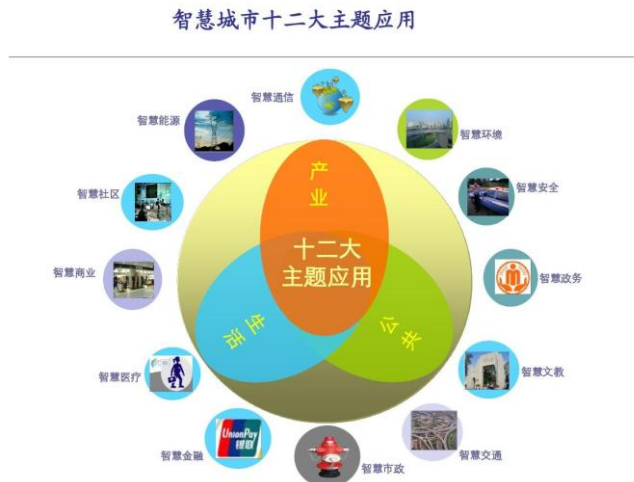 智慧城市十二大主题应用
智慧通信
智慧能源
智慧环境
智慧社区
智慧安全
产业
十二大
主题应用
智慧商业
智慧政务
生活
公共
智慧医疗
智慧文教
UnionPay
银联
智慧金融
智慧交通
智慧市政